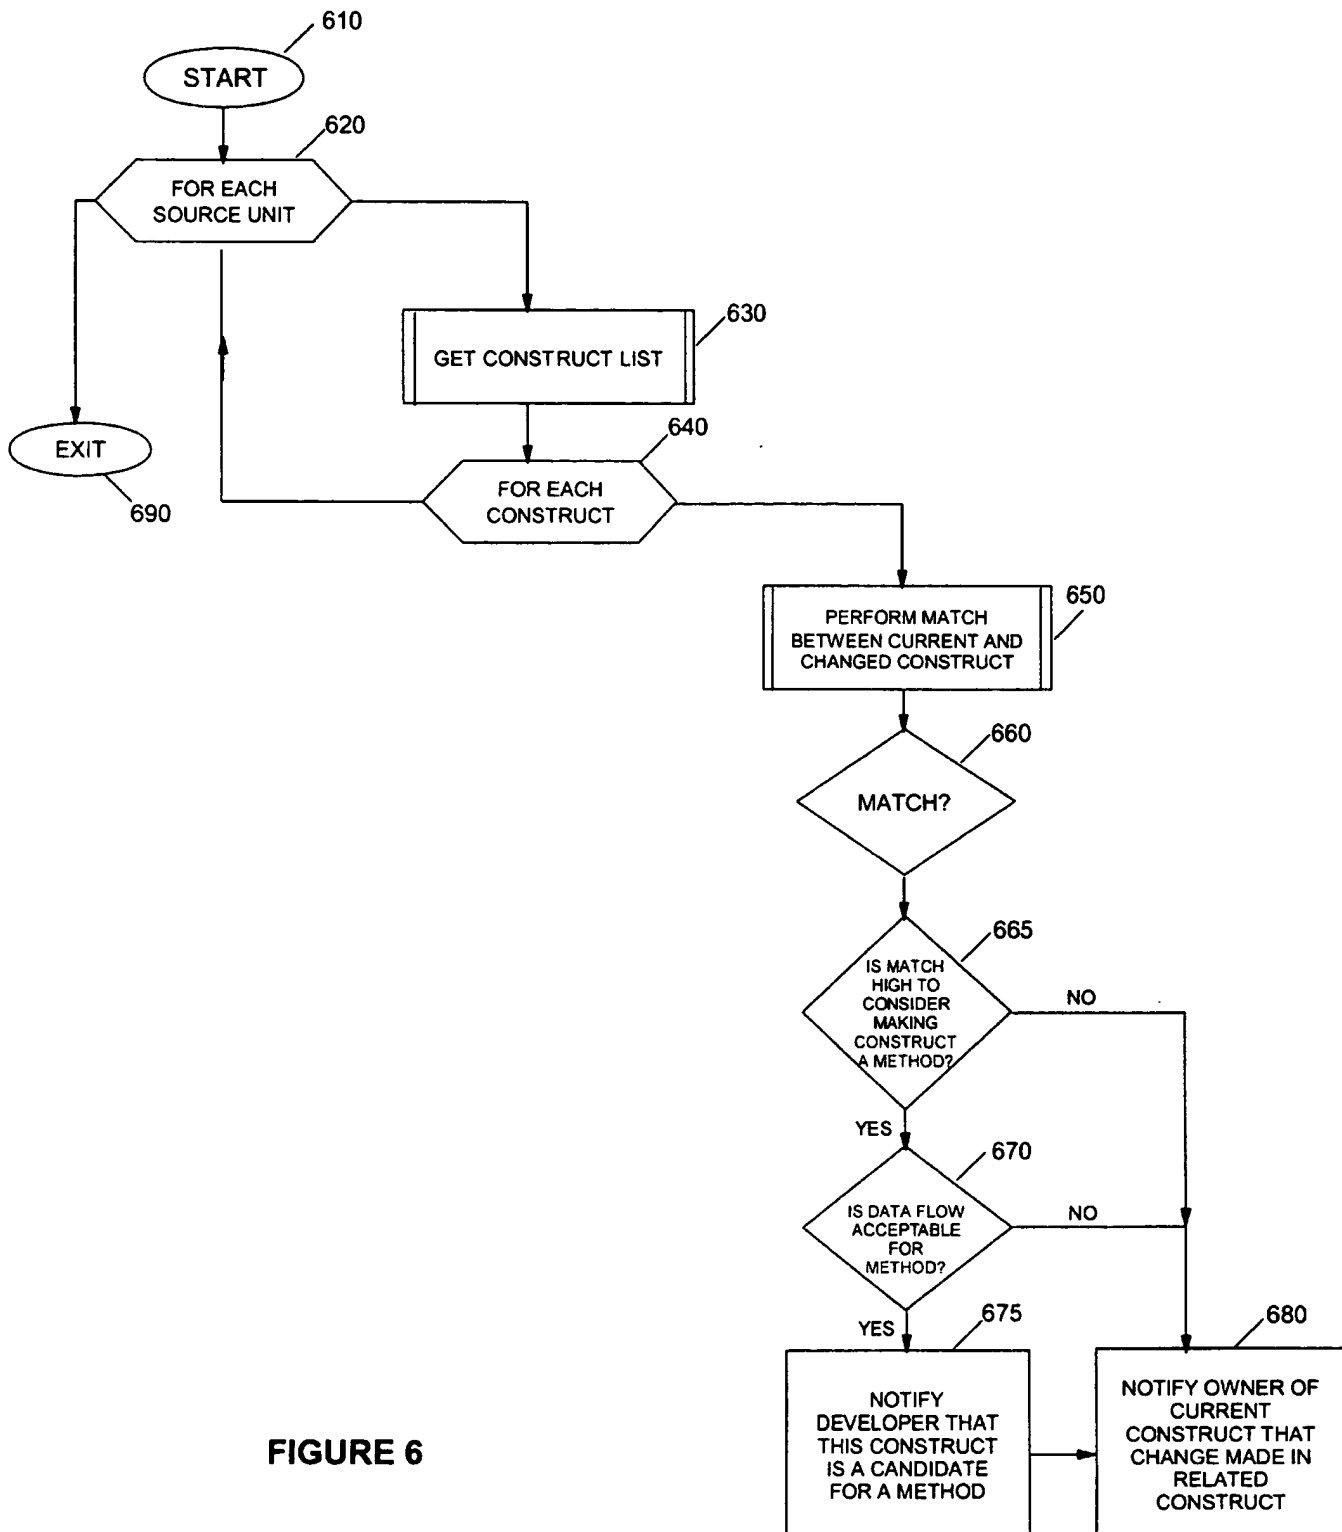 610
START
620
FOR EACH
SOURCE UNIT
630
GET CONSTRUCT LIST
640
FOR EACH
CONSTRUCT
EXIT
690
650
PERFORM MATCH
BETWEEN CURRENT AND
CHANGED CONSTRUCT
660
MATCH?
665
IS MATCH
HIGH TO
CONSIDER
MAKING
CONSTRUCT
A METHOD?
NO
YES
670
IS DATA FLOW
ACCEPTABLE
FOR
METHOD?
NO
YES
675
NOTIFY
DEVELOPER THAT
THIS CONSTRUCT
IS A CANDIDATE
FOR A METHOD
680
NOTIFY OWNER OF
CURRENT
CONSTRUCT THAT
CHANGE MADE IN
RELATED
CONSTRUCT
FIGURE 6